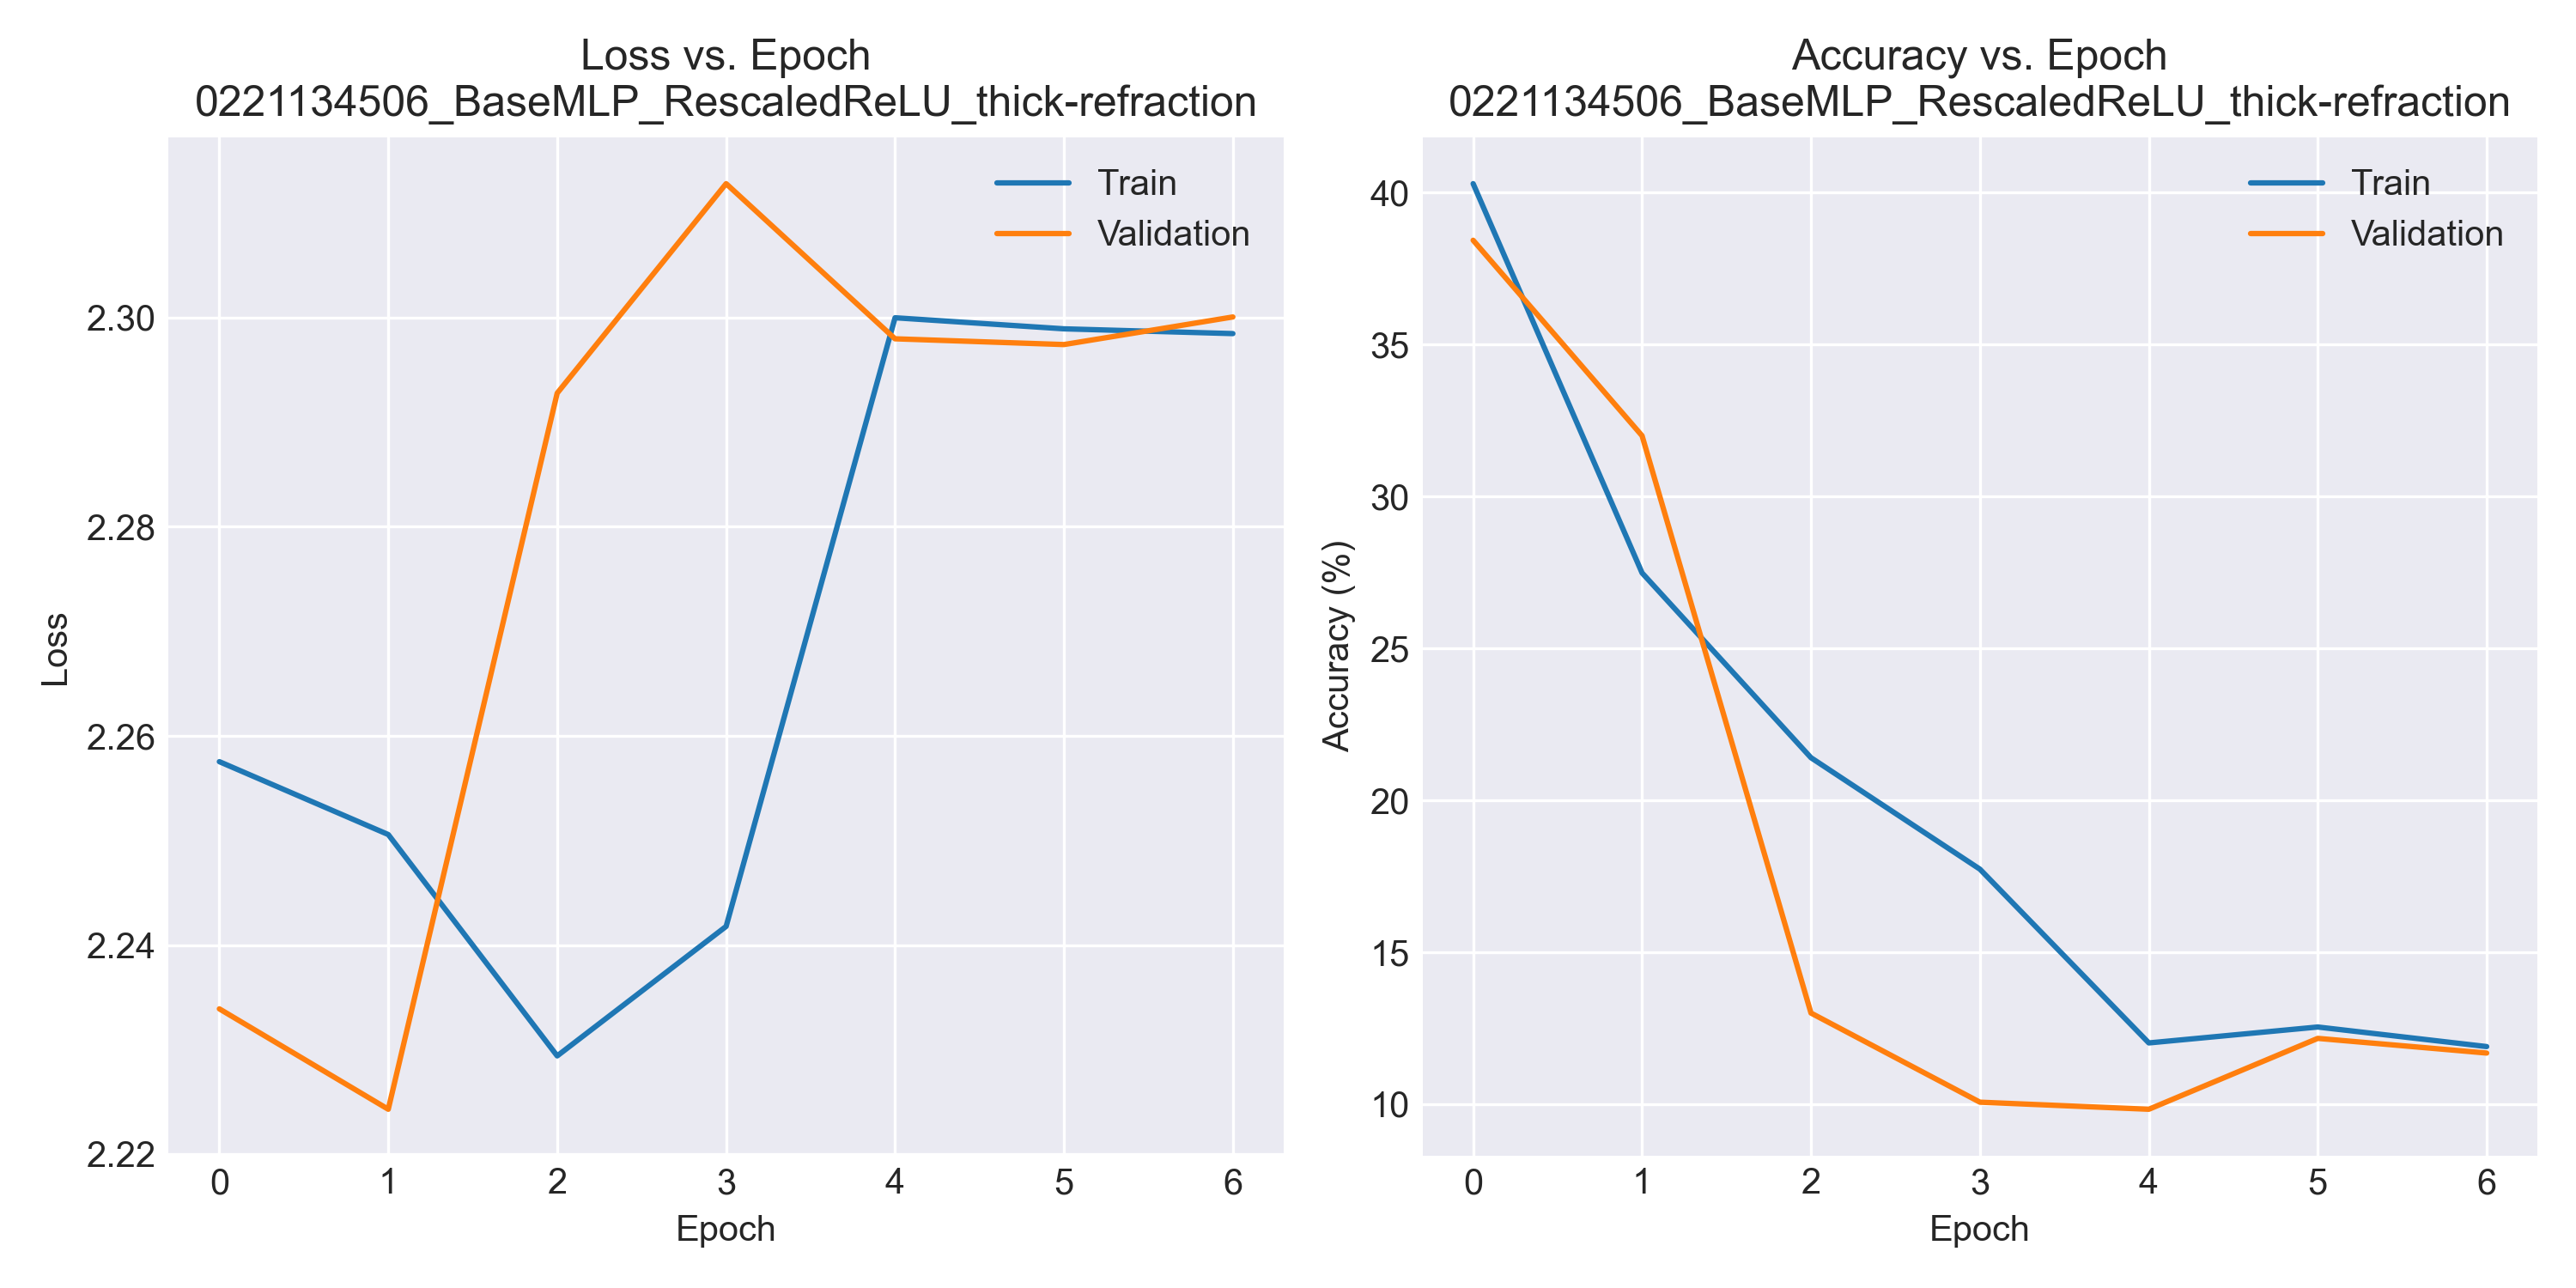 Loss vs. Epoch
0221134506_BaseMLP_RescaledReLU_thick-refraction
Train
Validation
2.30
2.28
2.26
2.24
2.22
Loss
0 1 2 3 4 5 6
Epoch
Accuracy vs. Epoch
0221134506_BaseMLP_RescaledReLU_thick-refraction
Train
Validation
40
35
30
25
20
15
10
Accuracy (%)
0 1 2 3 4 5 6
Epoch